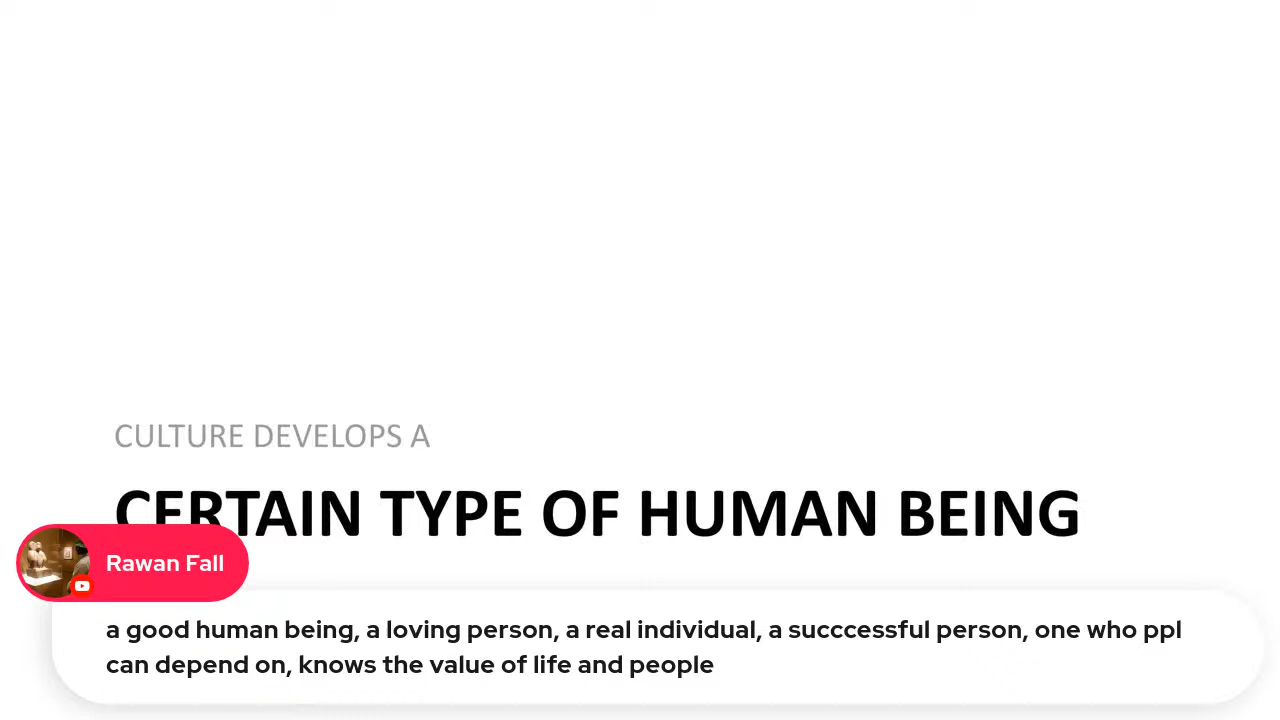 CULTURE DEVELOPS A
CERTAIN TYPE OF HUMAN BEING
Rawan Fall
a good human being, a loving person, a real individual, a succcessful person, one who ppl
can depend on, knows the value of life and people